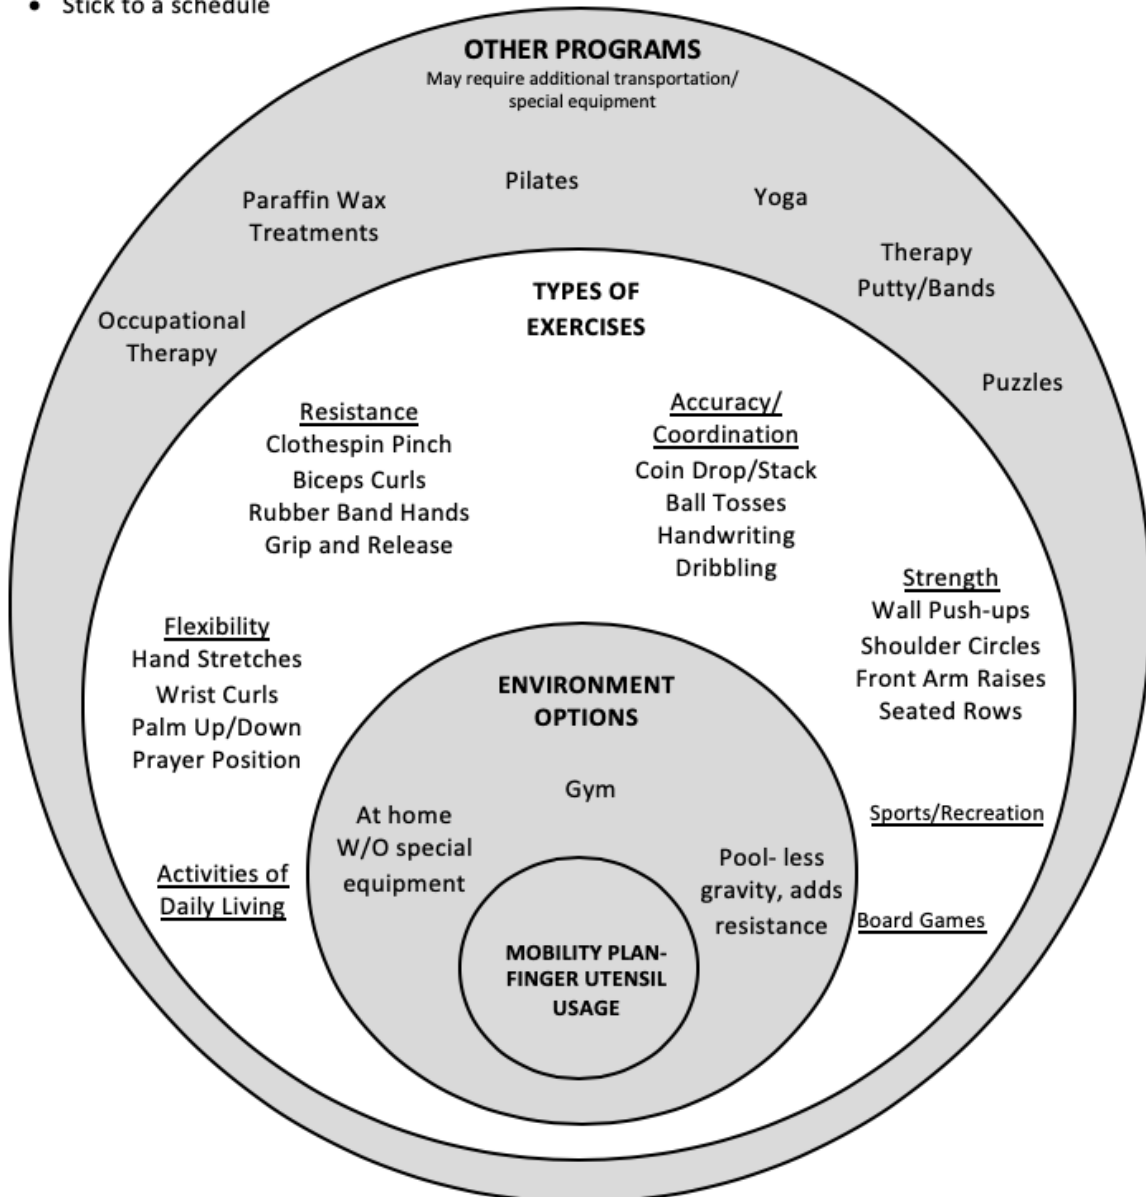 • Stick to a schedule
OTHER PROGRAMS
May require additional transportation/
special equipment
Pilates
Paraffin Wax
Treatments
Yoga
Therapy
Putty/Bands
Occupational
Therapy
Puzzles
TYPES OF
EXERCISES
Resistance
Clothespin Pinch
Biceps Curls
Rubber Band Hands
Grip and Release
Accuracy/
Coordination
Coin Drop/Stack
Ball Tosses
Handwriting
Dribbling
Strength
Wall Push-ups
Shoulder Circles
Front Arm Raises
Seated Rows
Flexibility
Hand Stretches
Wrist Curls
Palm Up/Down
Prayer Position
Sports/Recreation
Activities of
Daily Living
Board Games
ENVIRONMENT
OPTIONS
Gym
At home
W/O special
equipment
Pool- less
gravity, adds
resistance
MOBILITY PLAN-
FINGER UTENSIL
USAGE